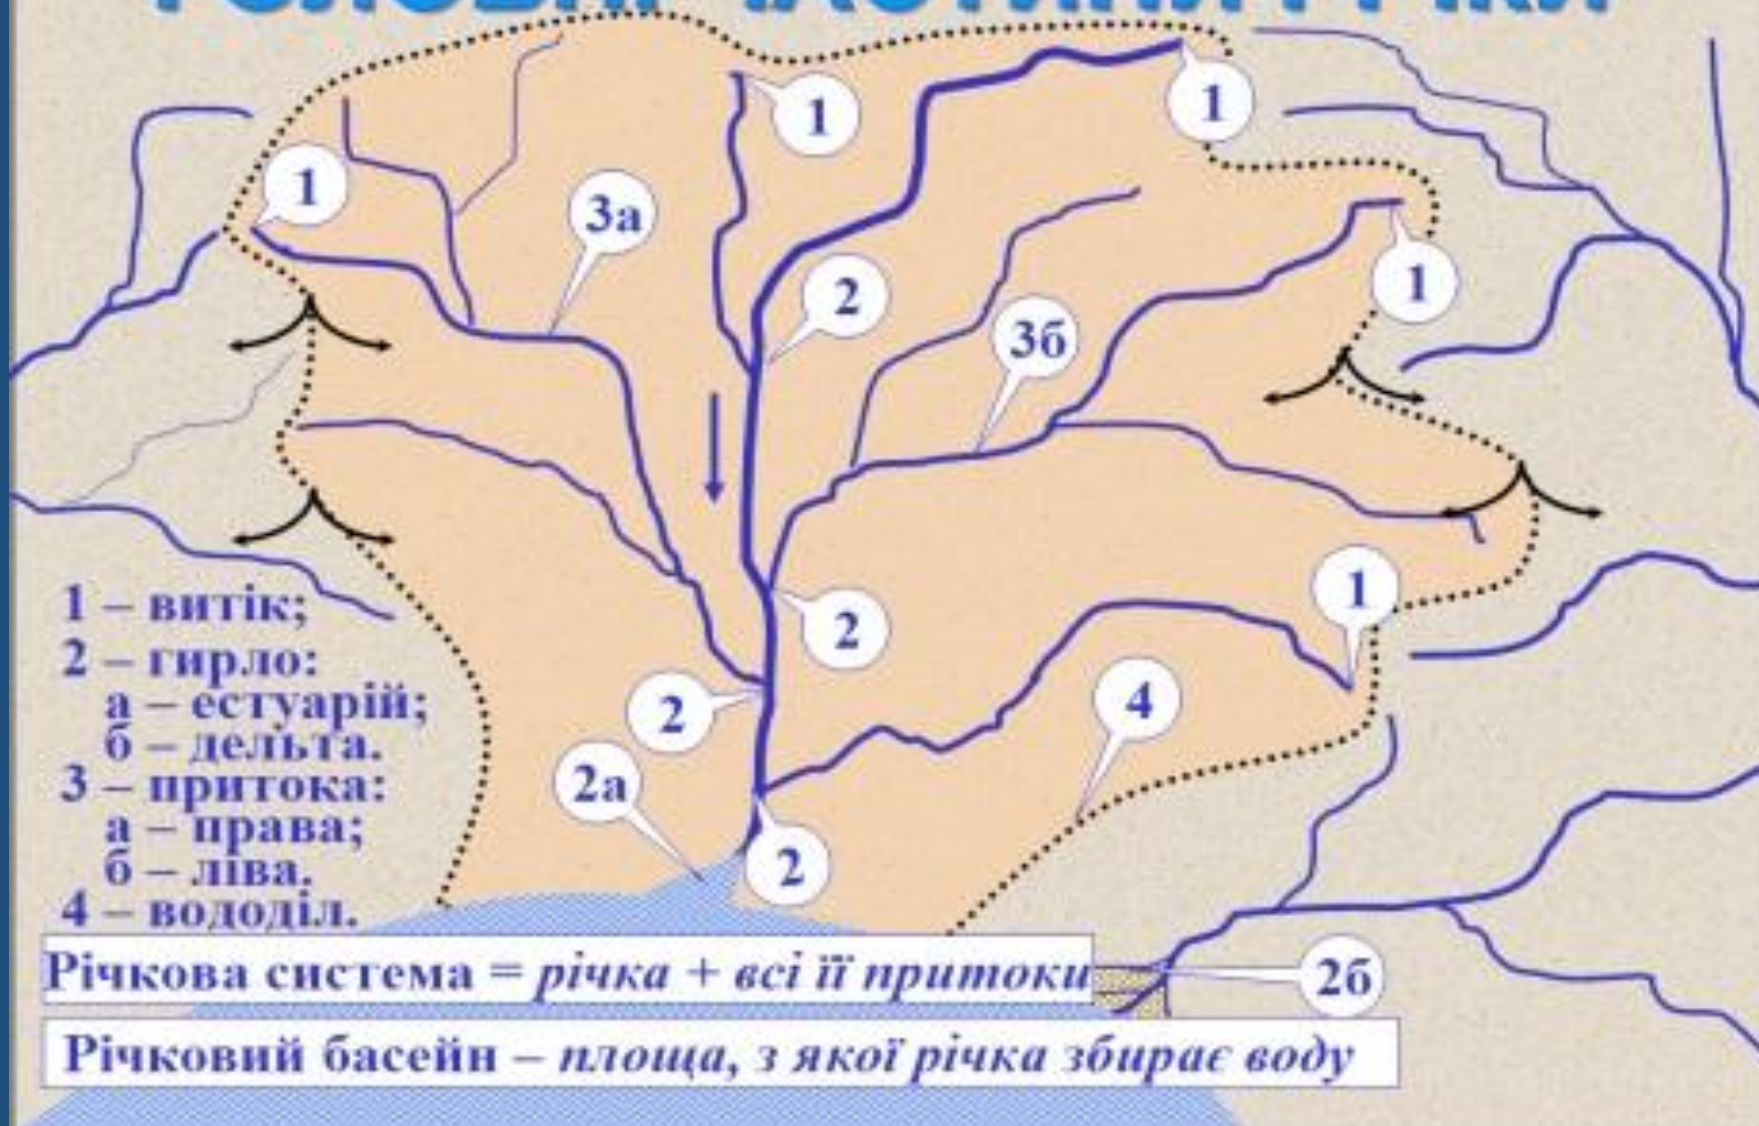 1
1
1
3а
2
1
3б
1
2
4
2
2а
2
1 – витік;
2 – гирло:
а – естуарій;
б – дельта.
3 – притока:
а – права;
б – ліва.
4 – вододіл.
Річкова система = річка + всі її притоки
2б
Річковий басейн – площа, з якої річка збирає воду